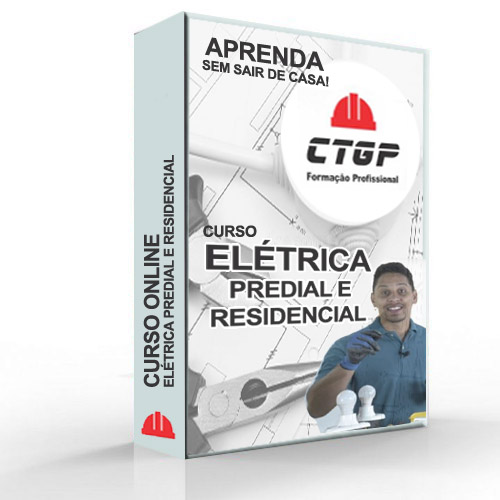 APRENDA
SEM SAIR DE CASA!
CTGP
Formação Profissional
CURSO
ELÉTRICA
PREDIAL E
RESIDENCIAL
CURSO ONLINE
ELÉTRICA PREDIAL E RESIDENCIAL